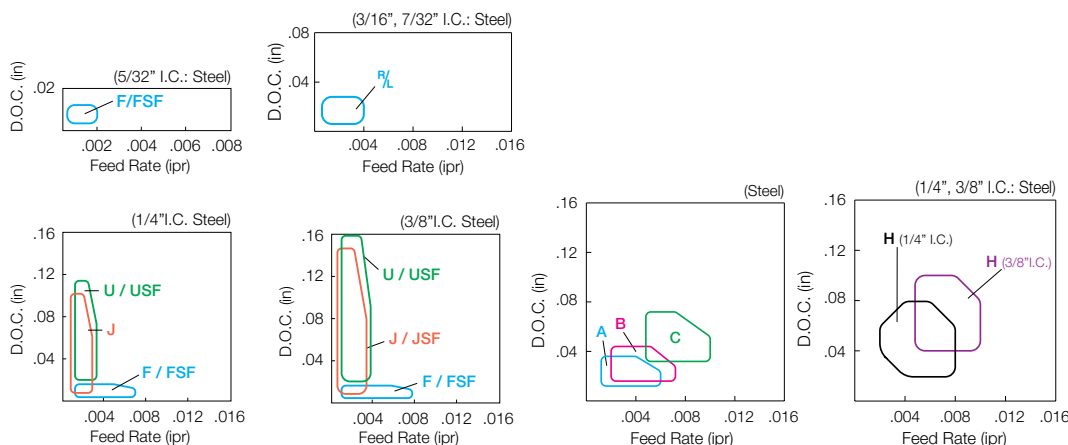 (5/32” I.C.: Steel)
.02
D.O.C. (in)
F/FSF
.002 .004 .006 .008
Feed Rate (ipr)
(3/16”, 7/32” I.C.: Steel)
.08
.04
D.O.C. (in)
R/L
.004 .008 .012 .016
Feed Rate (ipr)
(1/4”I.C. Steel)
.16
.12
.08
.04
D.O.C. (in)
U / USF
J
F / FSF
.004 .008 .012 .016
Feed Rate (ipr)
(3/8”I.C. Steel)
.16
.12
.08
.04
D.O.C. (in)
U / USF
J / JSF
F / FSF
.004 .008 .012 .016
Feed Rate (ipr)
(Steel)
.16
.12
.08
.04
D.O.C. (in)
A
B
C
.004 .008 .012 .016
Feed Rate (ipr)
(1/4”, 3/8” I.C.: Steel)
.16
.12
.08
.04
D.O.C. (in)
H (1/4” I.C.)
H (3/8”I.C.)
.004 .008 .012 .016
Feed Rate (ipr)